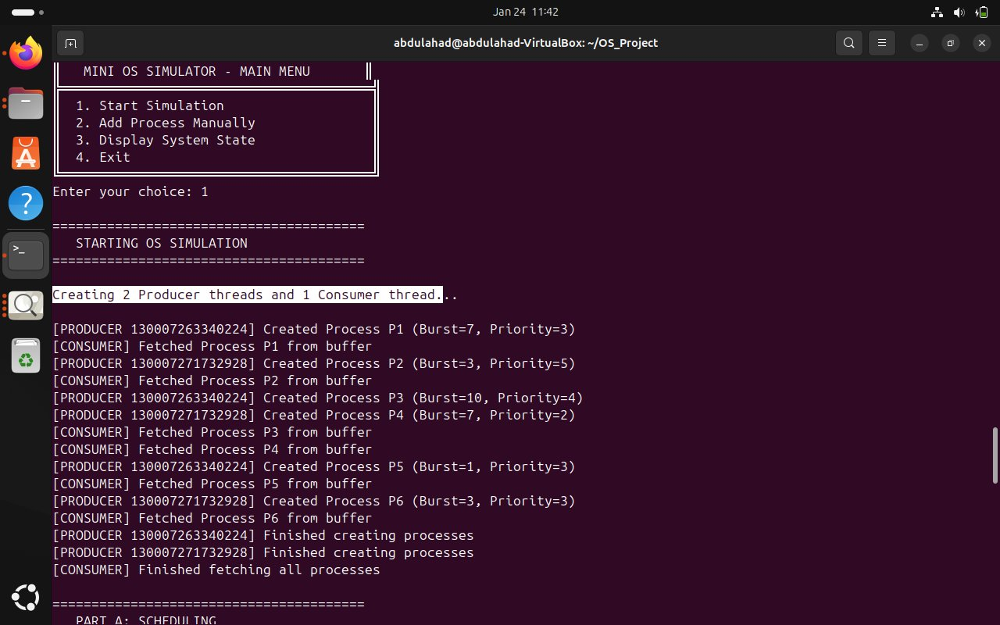 Jan 24 11:42
abdulahad@abdulahad-VirtualBox: ~/OS_Project
MINI OS SIMULATOR - MAIN MENU
1. Start Simulation
2. Add Process Manually
3. Display System State
4. Exit
Enter your choice: 1
========================================
STARTING OS SIMULATION
========================================
Creating 2 Producer threads and 1 Consumer thread...
[PRODUCER 130007263340224] Created Process P1 (Burst=7, Priority=3)
[CONSUMER] Fetched Process P1 from buffer
[PRODUCER 130007271732928] Created Process P2 (Burst=3, Priority=5)
[CONSUMER] Fetched Process P2 from buffer
[PRODUCER 130007263340224] Created Process P3 (Burst=10, Priority=4)
[PRODUCER 130007271732928] Created Process P4 (Burst=7, Priority=2)
[CONSUMER] Fetched Process P3 from buffer
[CONSUMER] Fetched Process P4 from buffer
[PRODUCER 130007263340224] Created Process P5 (Burst=1, Priority=3)
[CONSUMER] Fetched Process P5 from buffer
[PRODUCER 130007271732928] Created Process P6 (Burst=3, Priority=3)
[CONSUMER] Fetched Process P6 from buffer
[PRODUCER 130007263340224] Finished creating processes
[PRODUCER 130007271732928] Finished creating processes
[CONSUMER] Finished fetching all processes
========================================
PART A: SCHEDULING